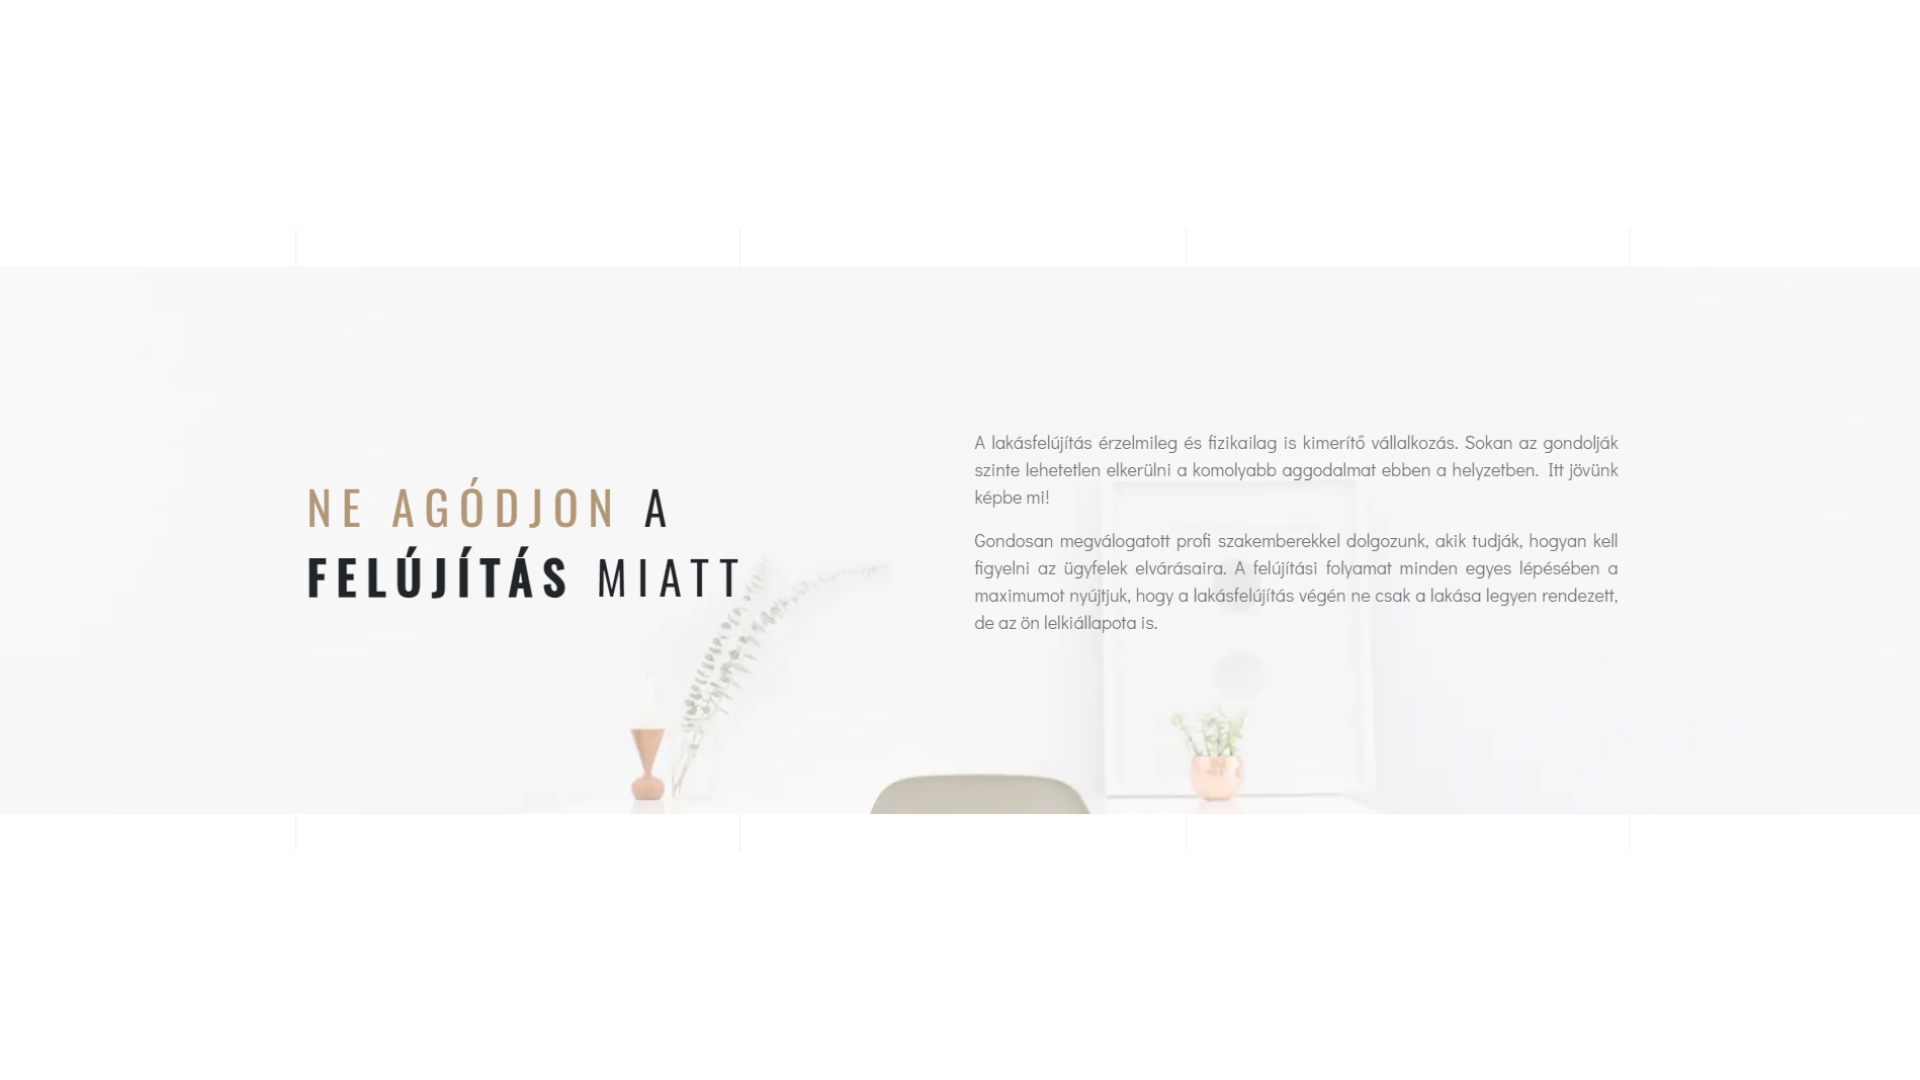 NE AGÓDJON A
FELÚJÍTÁS MIATT
A lakásfelújítás érzelmileg és fizikailag is kimerítő vállalkozás. Sokan az gondolják
szinte lehetetlen elkerülni a komolyabb aggodalmat ebben a helyzetben. Itt jövünk
képbe mi!
Gondosan megválogatott profi szakemberekkel dolgozunk, akik tudják, hogyan kell
figyelni az ügyfelek elvárásaira. A felújítási folyamat minden egyes lépésében a
maximumot nyújtjuk, hogy a lakásfelújítás végén ne csak a lakása legyen rendezett,
de az ön lelkiállapota is.